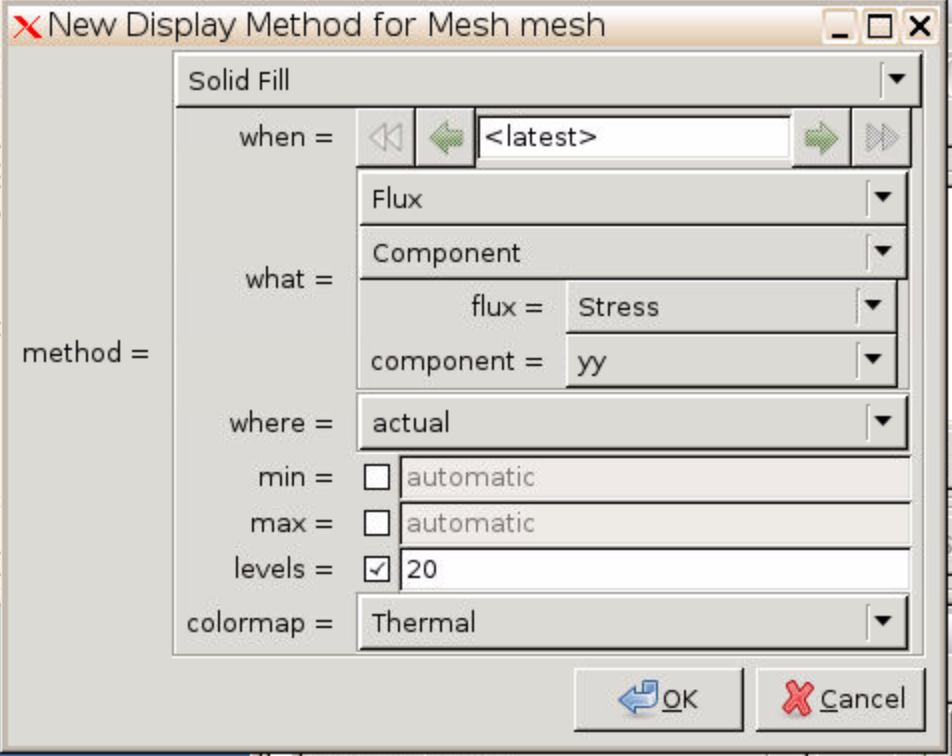 New Display Method for Mesh mesh
Solid Fill
when = <latest>
Flux
Component
what =
flux = Stress
method =
component = yy
where = actual
min = automatic
max = automatic
levels = 20
colormap = Thermal
OK Cancel